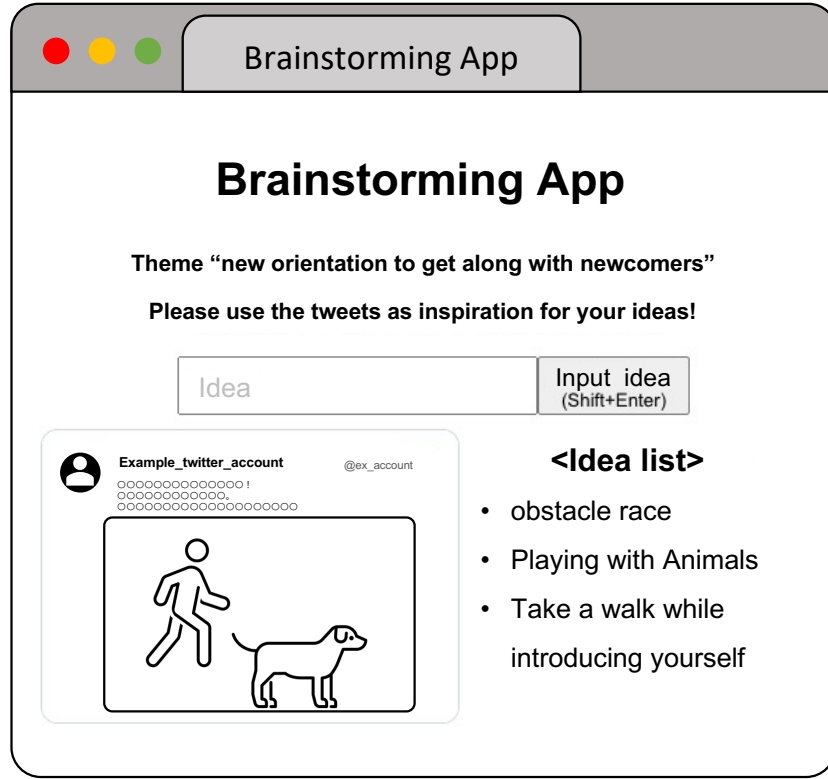 Brainstorming App
Brainstorming App
Theme “new orientation to get along with newcomers”
Please use the tweets as inspiration for your ideas!
Idea
Input idea
(Shift+Enter)
Example_twitter_account
@ex_account
○○○○○○○○○○○○○○!
○○○○○○○○○○○○。
○○○○○○○○○○○○○○○○○○○○
<Idea list>
• obstacle race
• Playing with Animals
• Take a walk while
introducing yourself